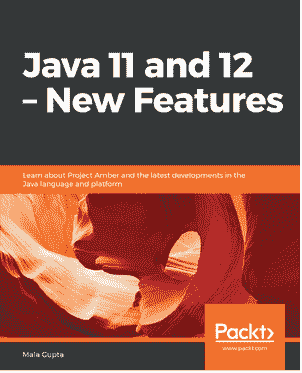 Java 11 and 12
– New Features
Learn about Project Amber and the latest developments in the
Java language and platform
Packt>
www.packt.com
Mala Gupta